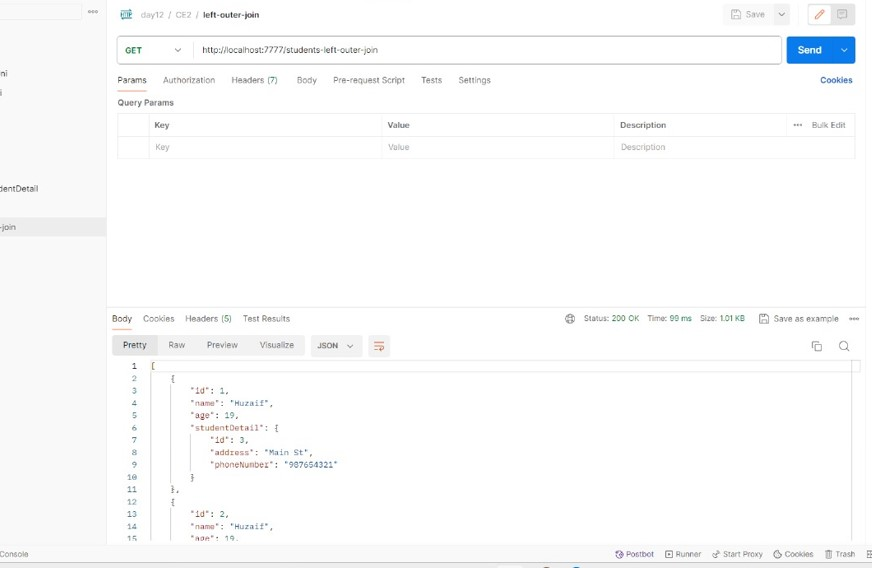 HTTP day12 / CE2 / left-outer-join
Save
GET http://localhost:7777/students-left-outer-join
Send
Params Authorization Headers (7) Body Pre-request Script Tests Settings
Cookies
Query Params
Key Value Description
Bulk Edit
Key Value Description
dentDetail
-join
Body Cookies Headers (5) Test Results
Status: 200 OK Time: 99 ms Size: 1.01 KB
Save as example
Pretty Raw Preview Visualize
JSON
1 [
2 {
3 "id": 1,
4 "name": "Huzaif",
5 "age": 19,
6 "studentDetail": {
7 "id": 3,
8 "address": "Main St",
9 "phoneNumber": "987654321"
10 }
11 },
12 {
13 "id": 2,
14 "name": "Huzaif",
15 "age": 19,
Console
Postbot Runner Start Proxy Cookies Trash